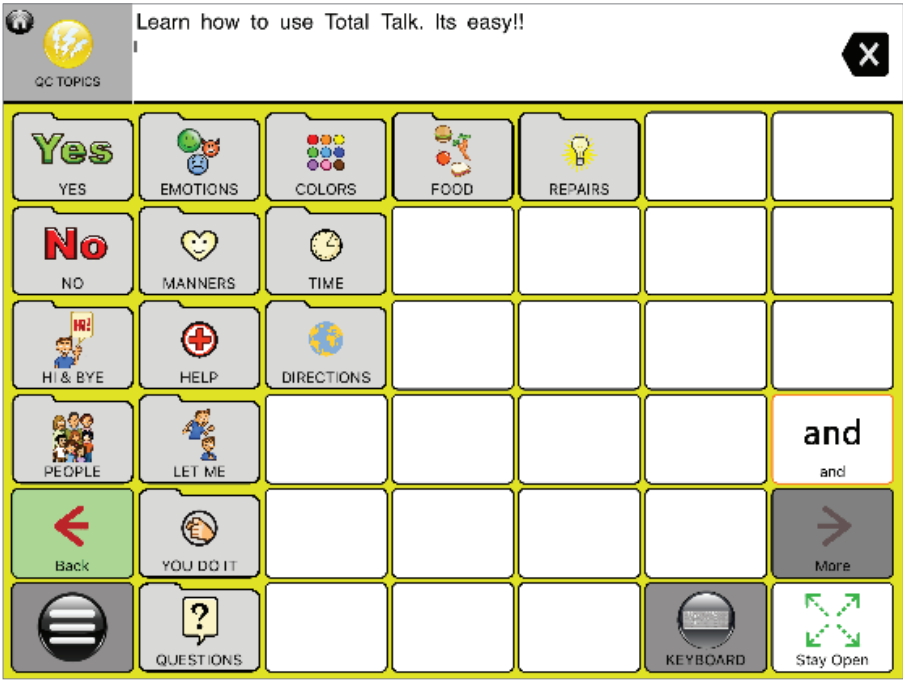 Learn how to use Total Talk. Its easy!!
QC TOPICS
X
Yes
YES
EMOTIONS
COLORS
FOOD
REPAIRS
No
NO
MANNERS
TIME
HI!
HI & BYE
HELP
DIRECTIONS
PEOPLE
LET ME
and
and
Back
YOU DO IT
More
?
QUESTIONS
KEYBOARD
Stay Open